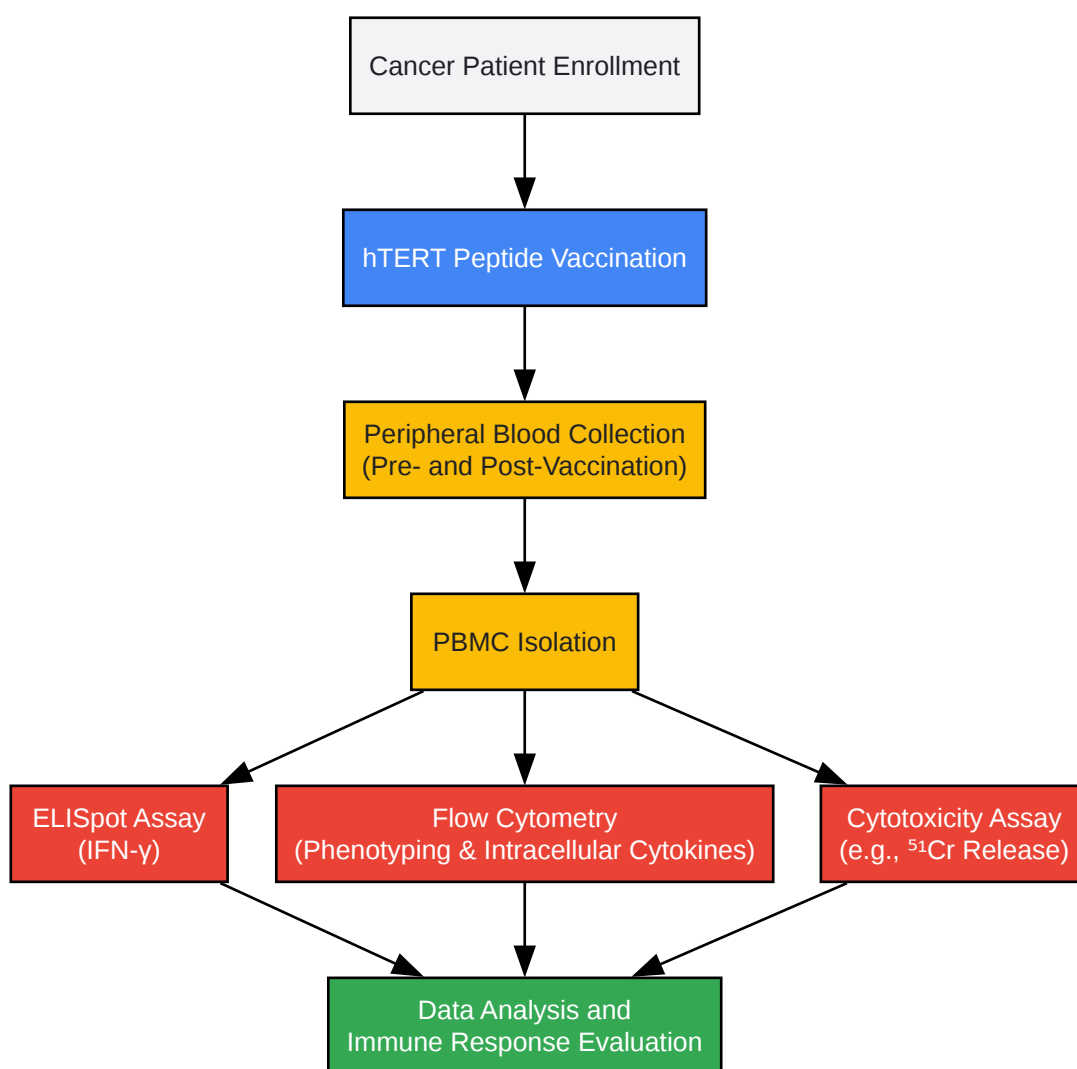 Cancer Patient Enrollment
hTERT Peptide Vaccination
Peripheral Blood Collection
(Pre- and Post-Vaccination)
PBMC Isolation
ELISpot Assay
(IFN-γ)
Flow Cytometry
(Phenotyping & Intracellular Cytokines)
Cytotoxicity Assay
(e.g., ⁵¹Cr Release)
Data Analysis and
Immune Response Evaluation